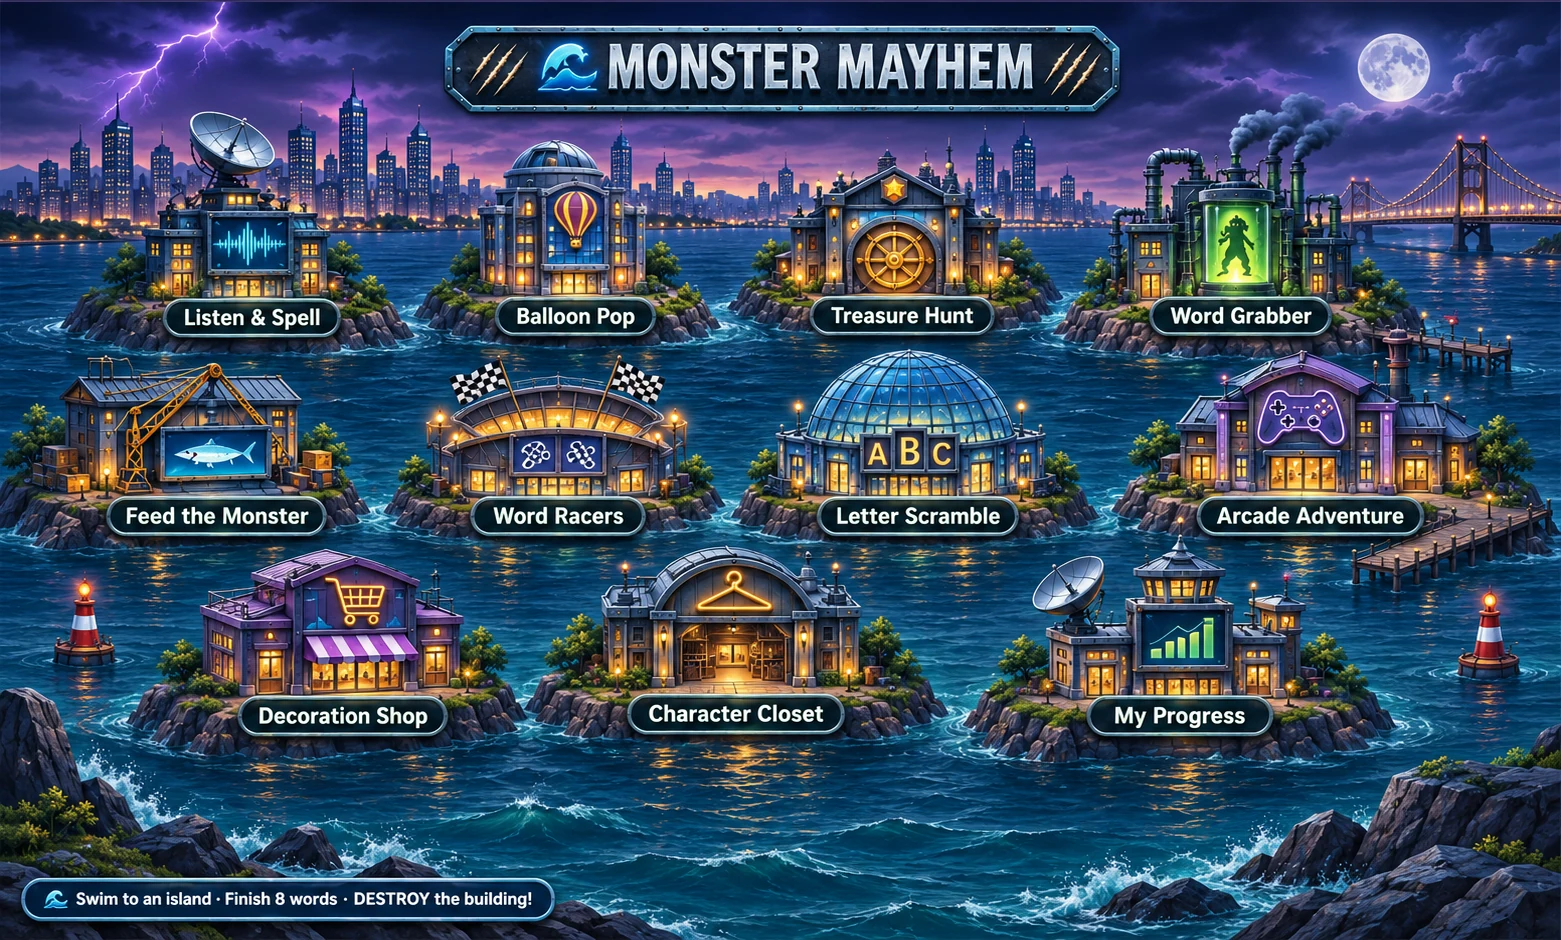 MONSTER MAYHEM
Listen & Spell
Balloon Pop
Treasure Hunt
Word Grabber
Feed the Monster
Word Racers
ABC
Letter Scramble
Arcade Adventure
Decoration Shop
Character Closet
My Progress
Swim to an island · Finish 8 words · DESTROY the building!